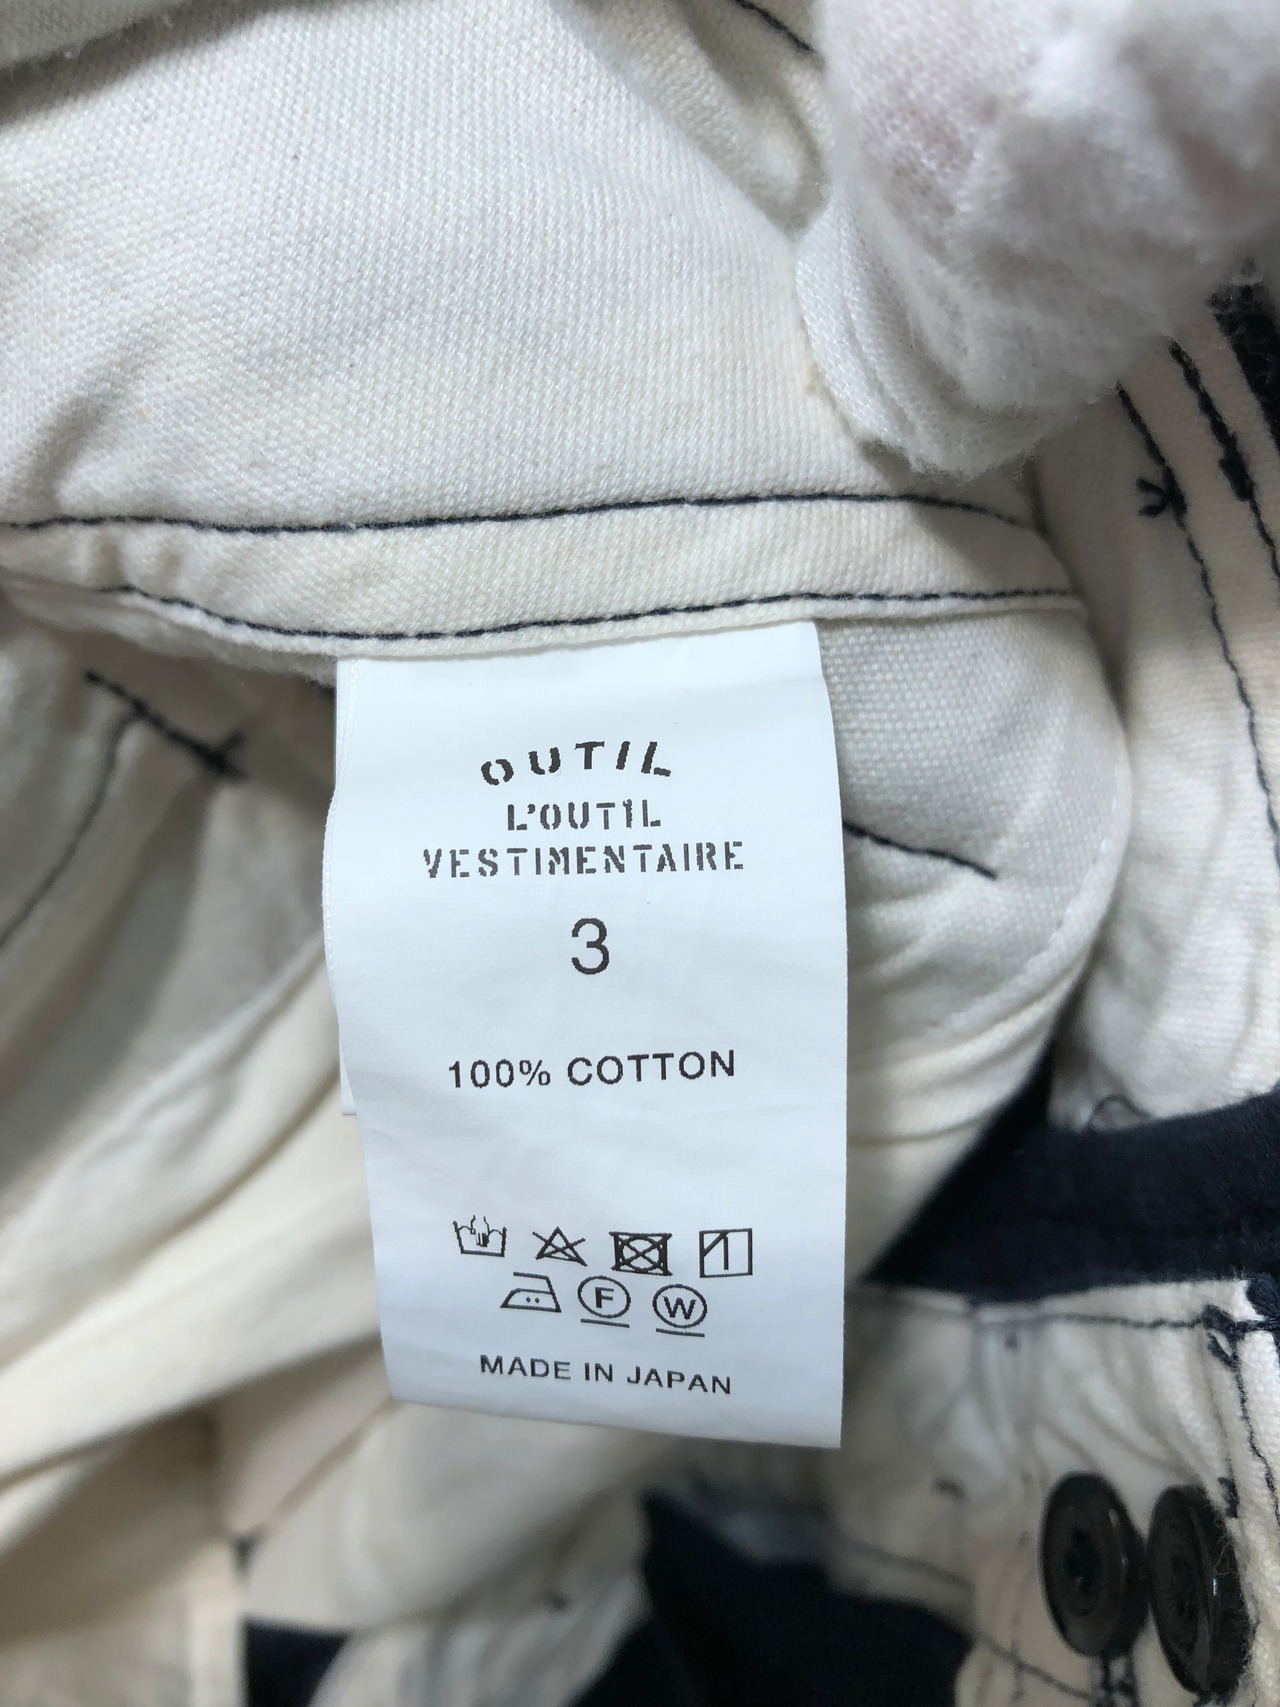 OUTIL
L'OUTIL
VESTIMENTAIRE
3
100% COTTON
F W
MADE IN JAPAN